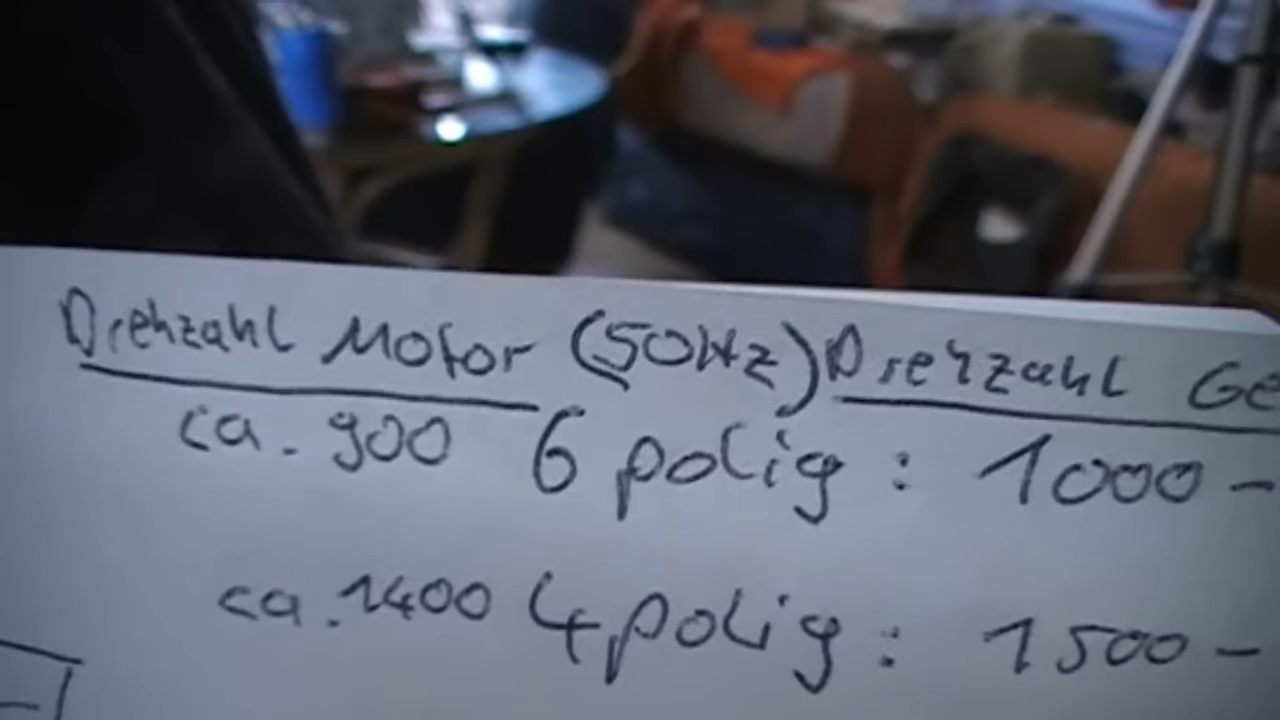 Drehzahl Motor (50Hz) Drehzahl Ge
ca. 900 6 polig : 1000 -
ca. 1400 4 polig : 1500 -